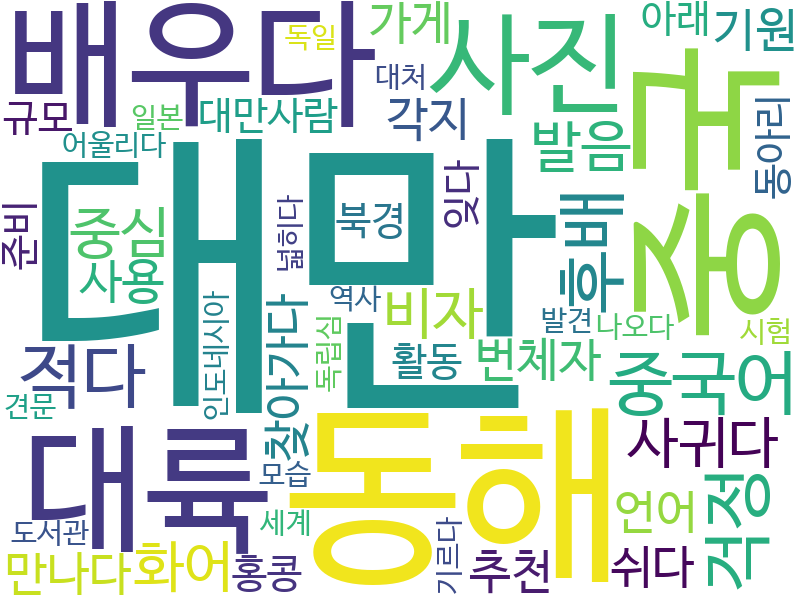 배우다
독일
가게
사진
아래
기원
대처
규모
일본
대만사람
각지
어울리다
발음
중국
동아리
대만
중심
사용
준비
넓히다
북경
잇다
후배
역사
비자
발견
나오다
시험
적다
인도네시아
찾아가다
독립심
활동
번체자
중국어
견문
대륙
동해
사귀다
걱정
모습
언어
도서관
세계
만나다
화어
홍콩
기르다
추천
쉬다